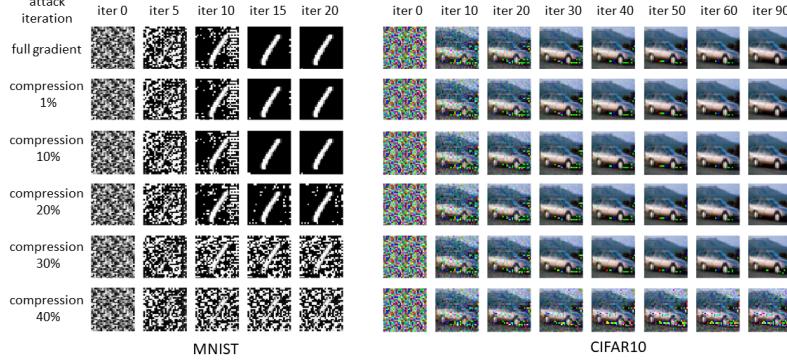 attack
iteration
iter 0 iter 5 iter 10 iter 15 iter 20 iter 0 iter 10 iter 20 iter 30 iter 40 iter 50 iter 60 iter 90
full gradient
compression
1%
compression
10%
compression
20%
compression
30%
compression
40%
MNIST CIFAR10